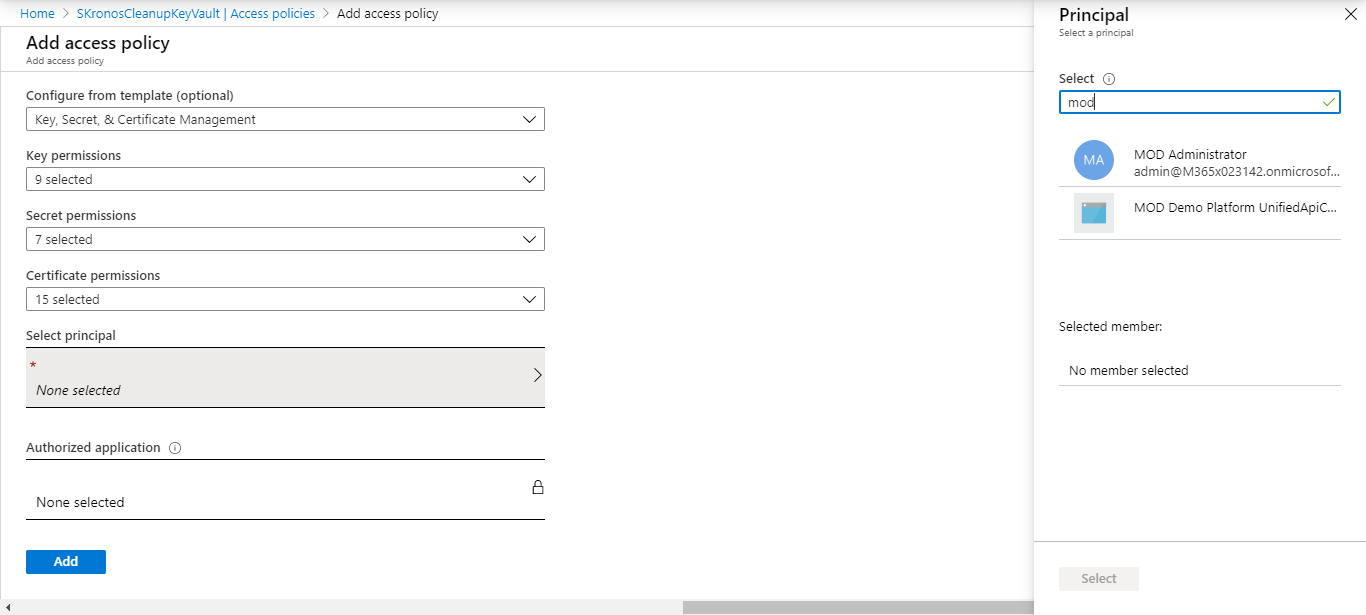 Home > SKronosCleanupKeyVault | Access policies > Add access policy
Add access policy
Add access policy
Configure from template (optional)
Key, Secret, & Certificate Management
Key permissions
9 selected
Secret permissions
7 selected
Certificate permissions
15 selected
Select principal
*
None selected
Authorized application
None selected
Add
Principal
Select a principal
Select
mod
MA
MOD Administrator
admin@M365x023142.onmicrosof...
MOD Demo Platform UnifiedApiC...
Selected member:
No member selected
Select